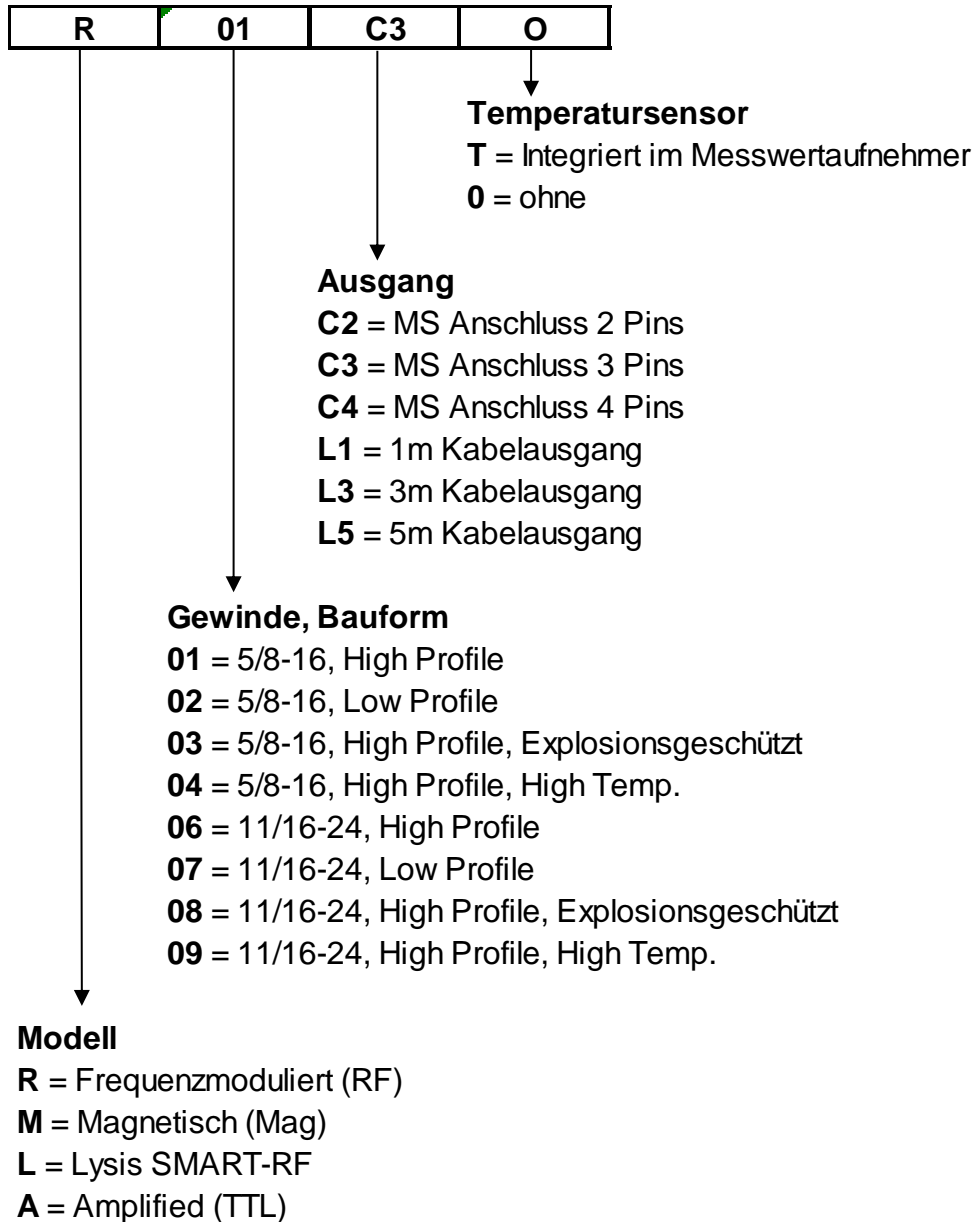 R 01 C3 O
Temperatursensor
T = Integriert im Messwertaufnehmer
0 = ohne
Ausgang
C2 = MS Anschluss 2 Pins
C3 = MS Anschluss 3 Pins
C4 = MS Anschluss 4 Pins
L1 = 1m Kabelausgang
L3 = 3m Kabelausgang
L5 = 5m Kabelausgang
Gewinde, Bauform
01 = 5/8-16, High Profile
02 = 5/8-16, Low Profile
03 = 5/8-16, High Profile, Explosionsgeschützt
04 = 5/8-16, High Profile, High Temp.
06 = 11/16-24, High Profile
07 = 11/16-24, Low Profile
08 = 11/16-24, High Profile, Explosionsgeschützt
09 = 11/16-24, High Profile, High Temp.
Modell
R = Frequenzmoduliert (RF)
M = Magnetisch (Mag)
L = Lysis SMART-RF
A = Amplified (TTL)